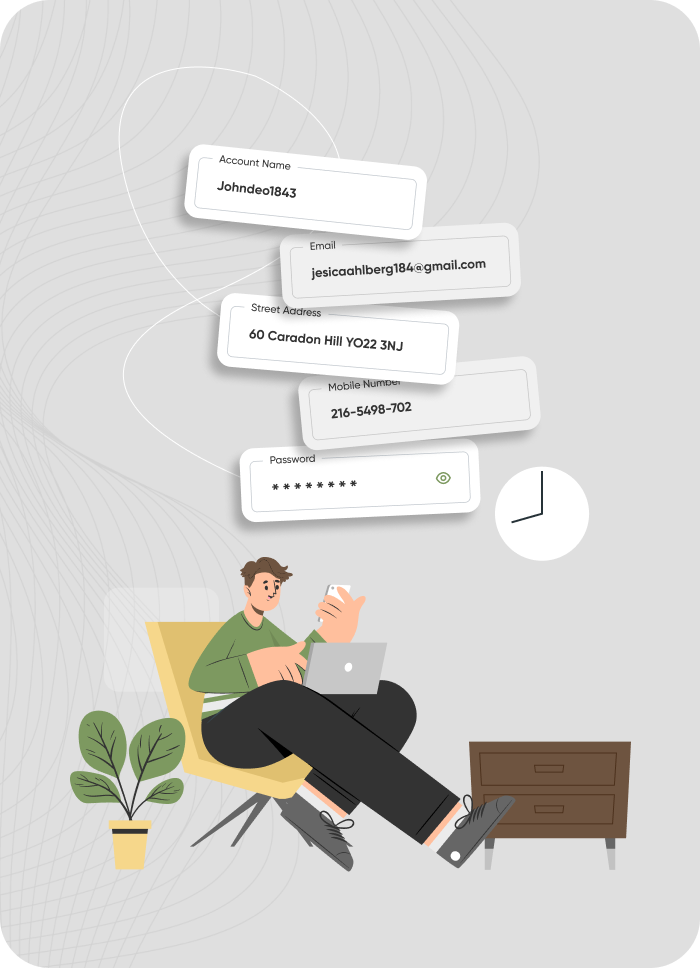 Account Name
Johndeo1843
Email
jesicaahlberg184@gmail.com
Street Address
60 Caradon Hill YO22 3NJ
Mobile Number
216-5498-702
Password
********